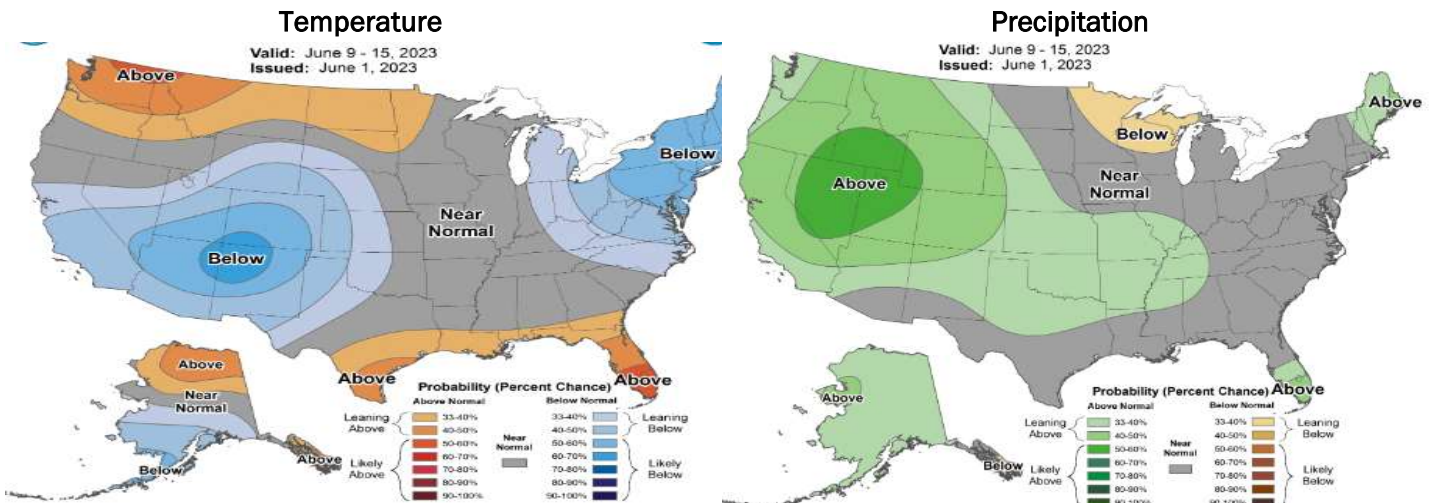 Temperature
Valid: June 9 - 15, 2023
Issued: June 1, 2023
Above
Below
Near
Normal
Below
Above
Above
Above
Near
Normal
Below
Above
Probability (Percent Chance)
Above Normal
Below Normal
Leaning
Above
33-40%
40-50%
Likely
Above
50-60%
60-70%
70-80%
80-90%
90-100%
Near
Normal
33-40%
40-50%
Leaning
Below
50-60%
60-70%
70-80%
80-90%
90-100%
Likely
Below
Precipitation
Valid: June 9 - 15, 2023
Issued: June 1, 2023
Above
Below
Near
Normal
Above
Above
Above
Below
Probability (Percent Chance)
Above Normal
Below Normal
Leaning
Above
33-40%
40-50%
Likely
Above
50-60%
60-70%
70-80%
80-90%
90-100%
Near
Normal
33-40%
40-50%
Leaning
Below
50-60%
60-70%
70-80%
80-90%
90-100%
Likely
Below